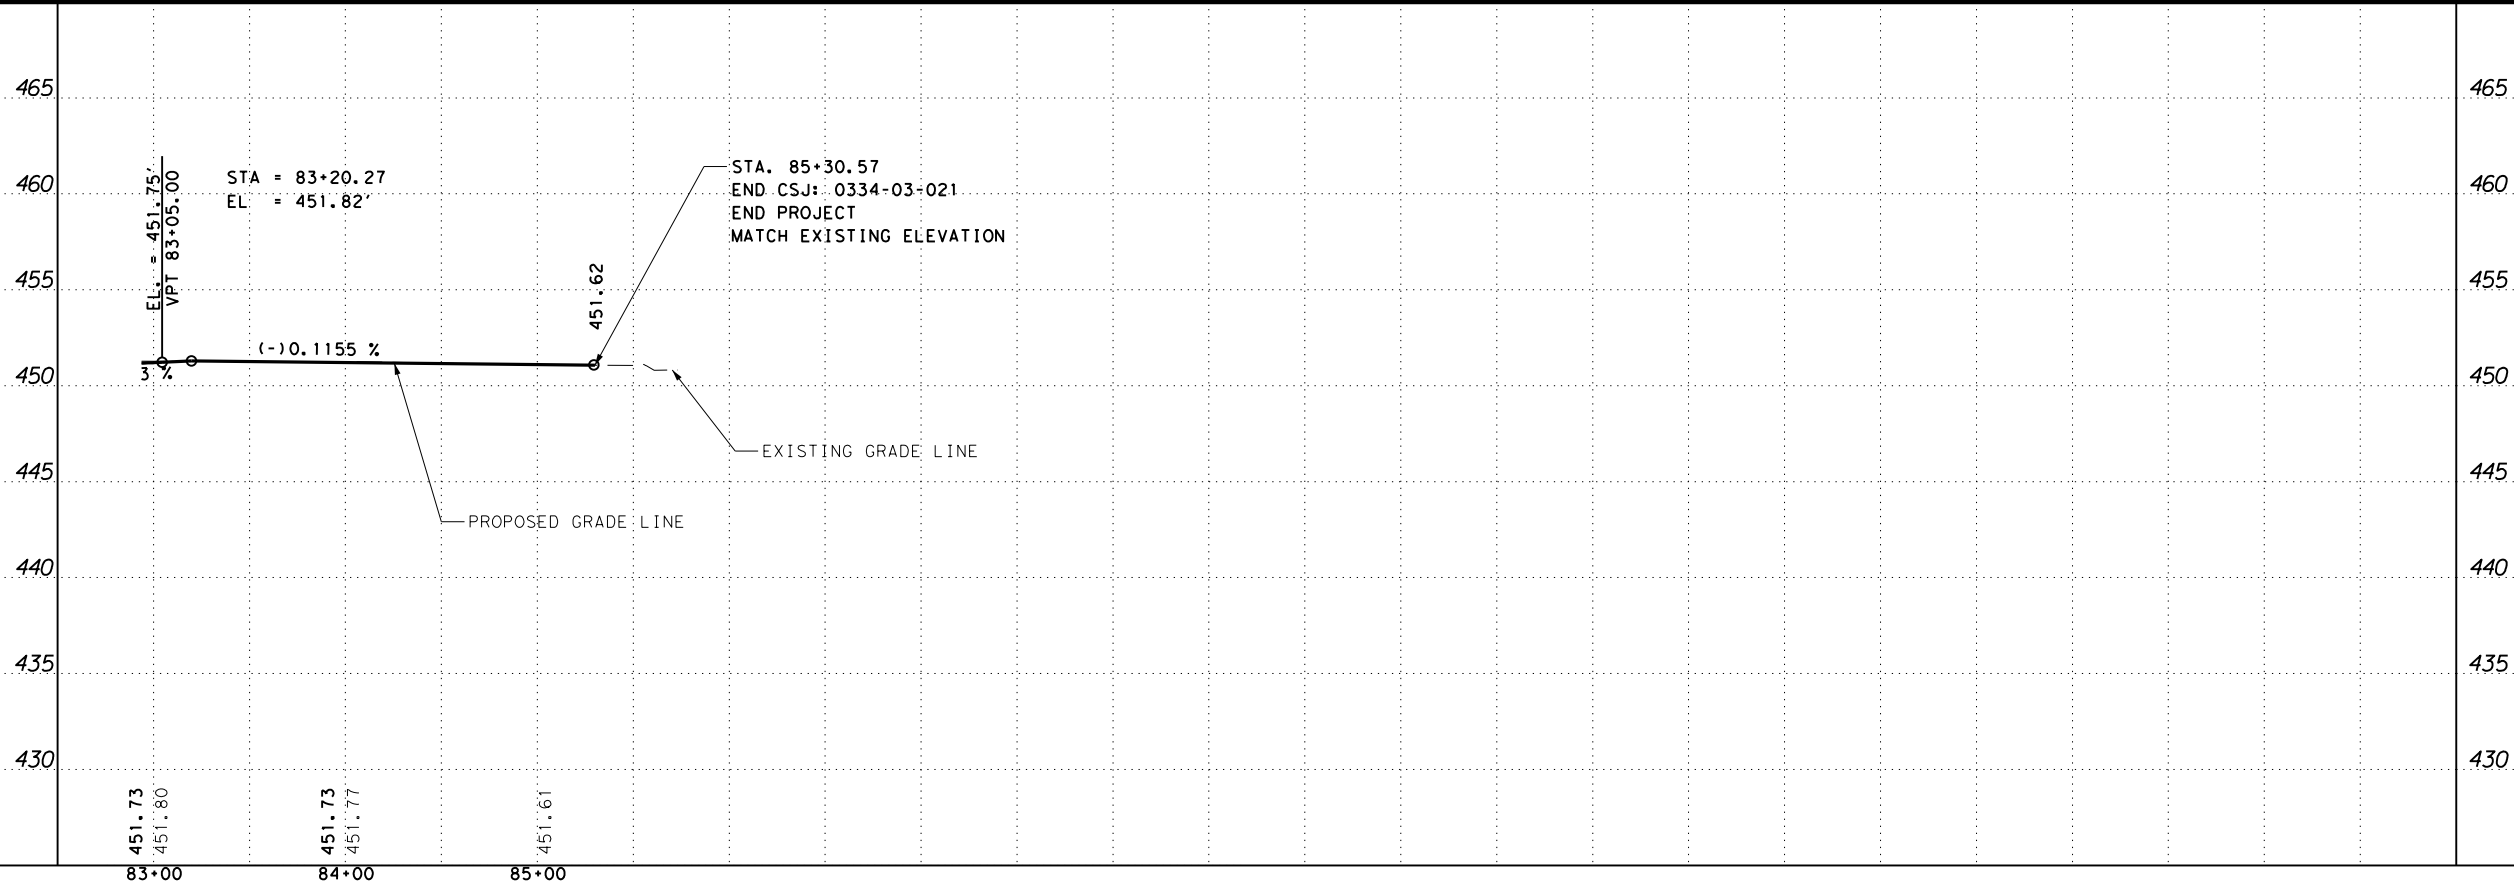 465
465
460
460
455
455
450
450
445
445
440
440
435
435
430
430
EL. = 451.75'
VPT 83+05.00
STA = 83+20.27
EL = 451.82'
STA. 85+30.57
END CSJ: 0334-03-021
END PROJECT
MATCH EXISTING ELEVATION
451.62
(-)0.1155 %
3 %
EXISTING GRADE LINE
PROPOSED GRADE LINE
451.73
451.80
451.73
451.77
451.61
83+00
84+00
85+00